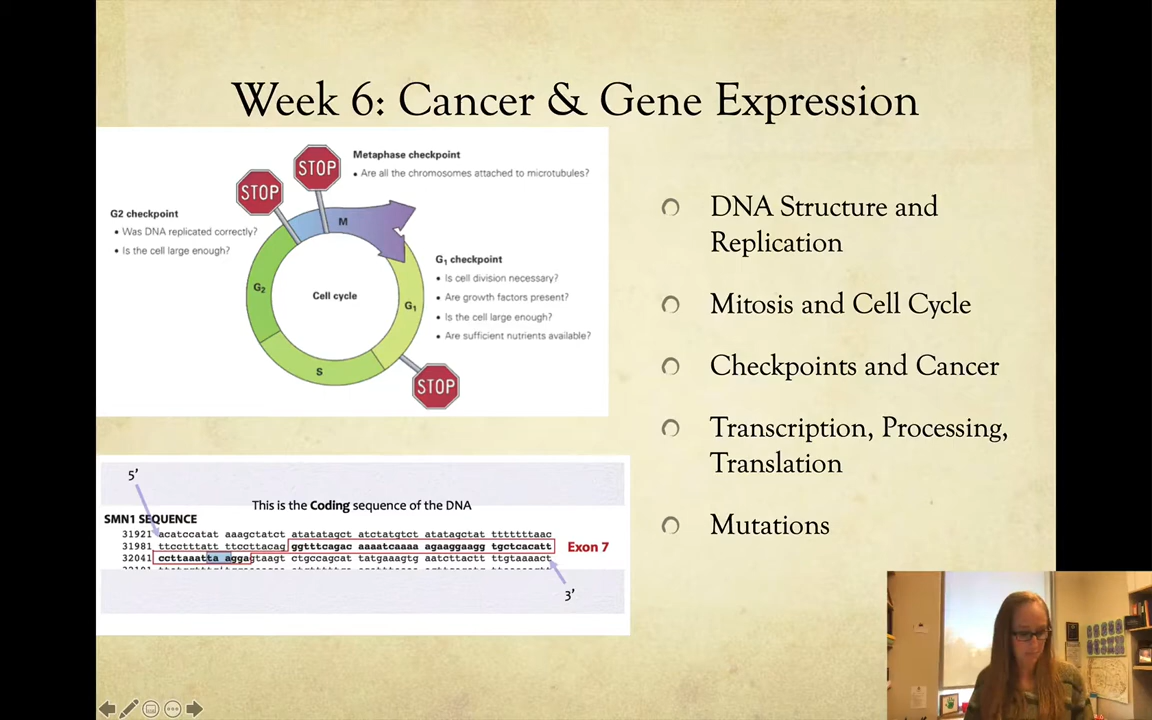 Week 6: Cancer & Gene Expression
STOP
STOP
Metaphase checkpoint
• Are all the chromosomes attached to microtubules?
G2 checkpoint
• Was DNA replicated correctly?
• Is the cell large enough?
M
G2
Cell cycle
G1
S
G1 checkpoint
• Is cell division necessary?
• Are growth factors present?
• Is the cell large enough?
• Are sufficient nutrients available?
STOP
DNA Structure and
Replication
Mitosis and Cell Cycle
Checkpoints and Cancer
Transcription, Processing,
Translation
Mutations
5'
This is the Coding sequence of the DNA
SMN1 SEQUENCE
31921 acatccatat aaagctatct atatatagct atctatgtct atatagctat tttttttaac
31981 ttcctttatt ttccttacag ggtttcagac aaaatcaaaa agaaggaagg tgctcacatt
Exon 7
32041 ccttaaatta aggagtaagt ctgccagcat tatgaaagtg aatcttactt ttgtaaaact
3'